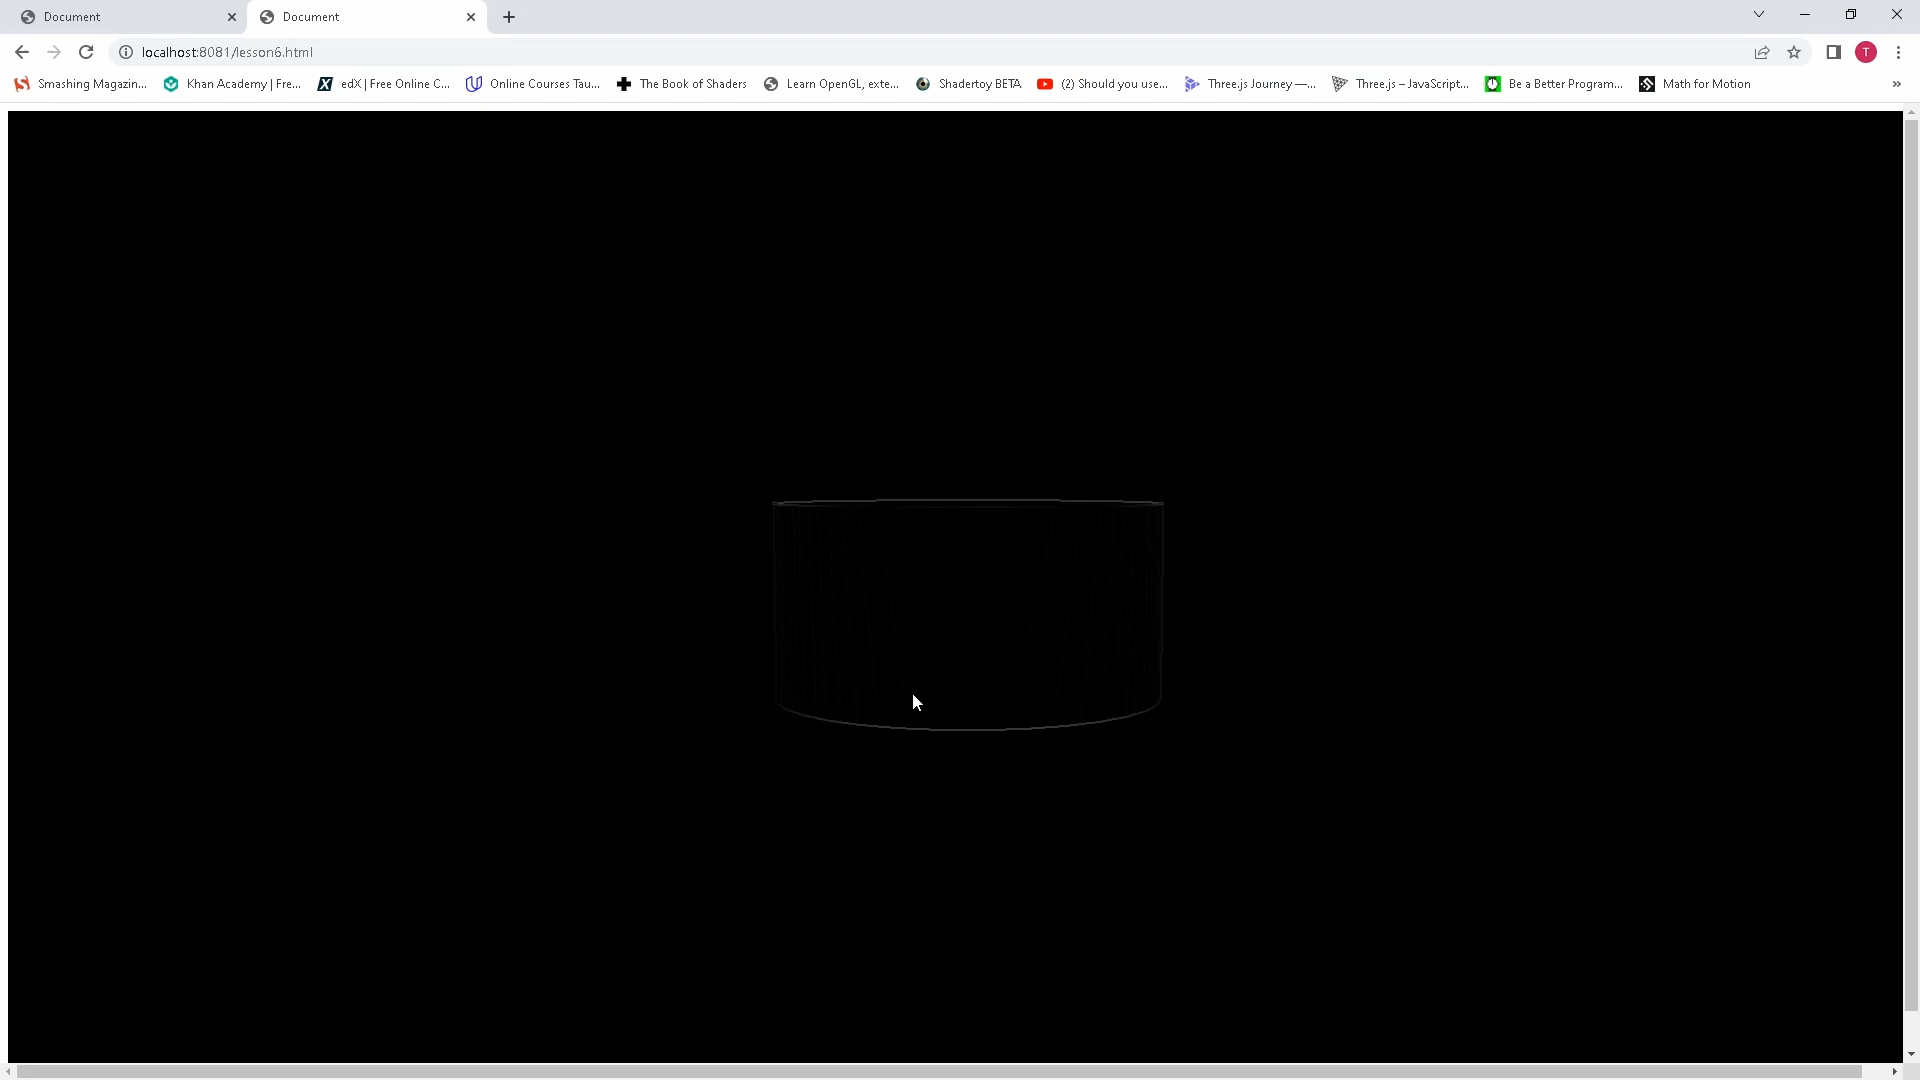 Document
Document
localhost:8081/lesson6.html
T
Smashing Magazin...
Khan Academy | Fre...
edX | Free Online C...
Online Courses Tau...
The Book of Shaders
Learn OpenGL, exte...
Shadertoy BETA
(2) Should you use...
Three.js Journey —...
Three.js – JavaScript...
Be a Better Program...
Math for Motion